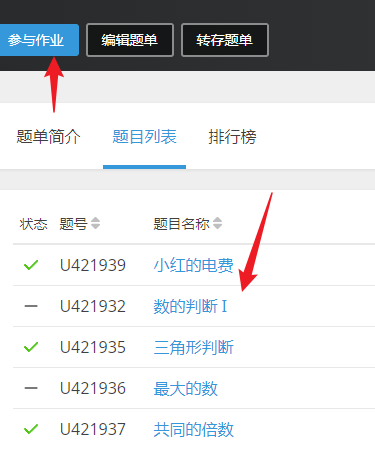 参与作业 编辑题单 转存题单
题单简介 题目列表 排行榜
状态 题号 题目名称
U421939 小红的电费
U421932 数的判断 I
U421935 三角形判断
U421936 最大的数
U421937 共同的倍数